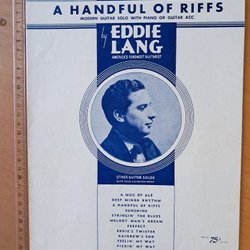 A HANDFUL OF RIFFS
MODERN GUITAR SOLO WITH PIANO OR GUITAR ACC.
by
EDDIE
LANG
AMERICA'S FOREMOST GUITARIST
OTHER GUITAR SOLOS
A MUG OF ALE
DEEP MINOR RHYTHM
A HANDFUL OF RIFFS
SUNSHINE
STRINGIN' THE BLUES
MELODY MAN'S DREAM
PERFECT
EDDIE'S TWISTER
RAINBOW'S END
FEELIN' MY WAY
PICKIN' MY WAY
75¢